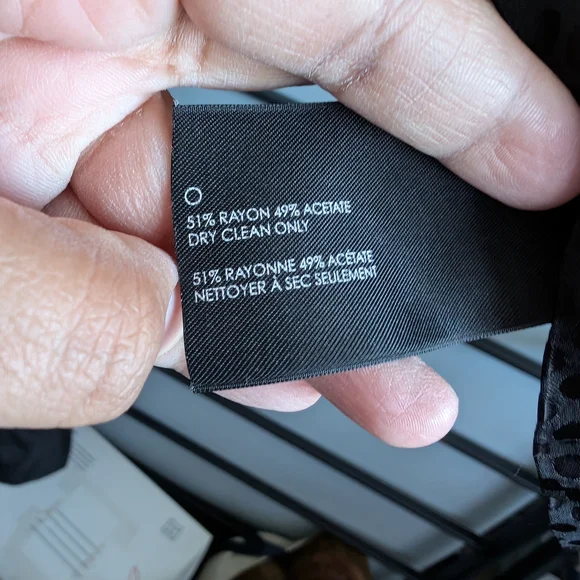 51% RAYON 49% ACETATE
DRY CLEAN ONLY
51% RAYONNE 49% ACÉTATE
NETTOYER À SEC SEULEMENT